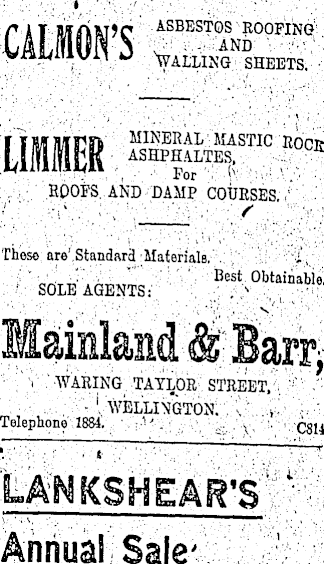 CALMON'S
ASBESTOS ROOFING
AND
WALLING SHEETS.
LIMMER
MINERAL MASTIC ROCK
ASHPHALTES,
For
ROOFS AND DAMP COURSES.
These are Standard Materials.
Best Obtainable.
SOLE AGENTS:
Mainland & Barr,
WARING TAYLOR STREET,
WELLINGTON.
Telephone 1884.
C814
LANKSHEAR'S
Annual Sale